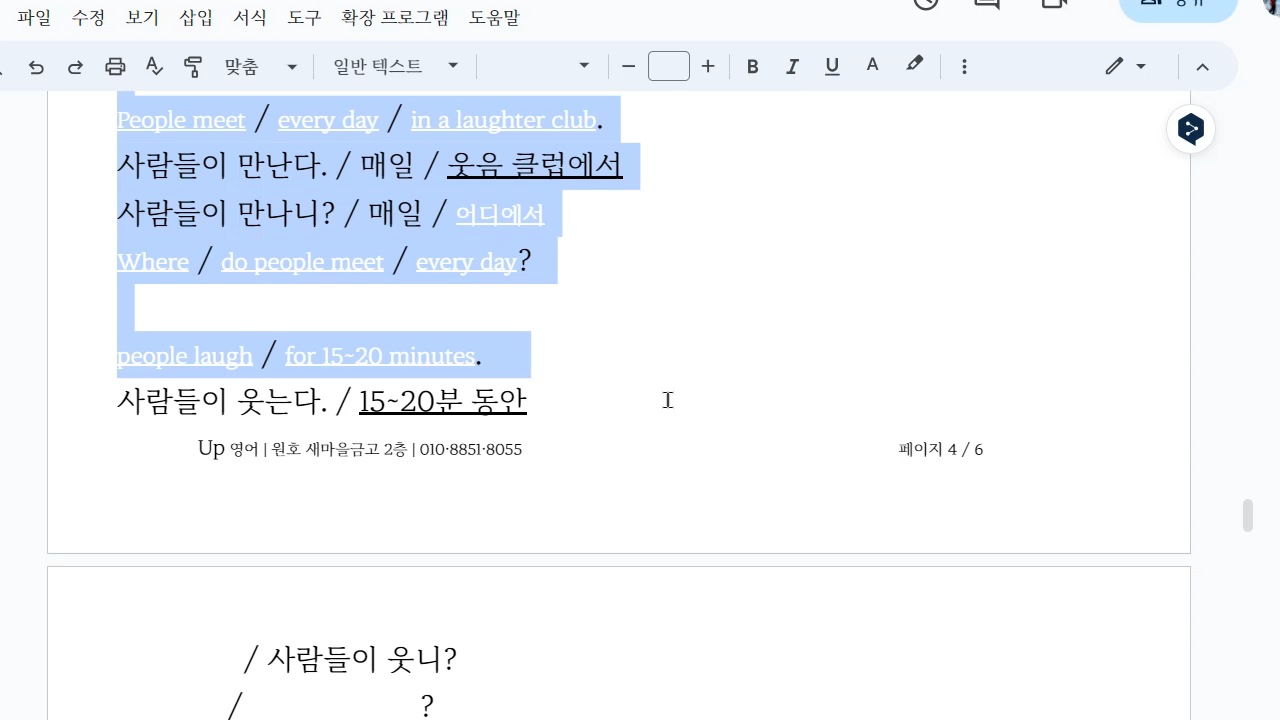 파일 수정 보기 삽입 서식 도구 확장 프로그램 도움말
맞춤 일반 텍스트 B I U A
People meet / every day / in a laughter club.
사람들이 만난다. / 매일 / 웃음 클럽에서
사람들이 만나니? / 매일 / 어디에서
Where / do people meet / every day?
people laugh / for 15~20 minutes.
사람들이 웃는다. / 15~20분 동안
Up 영어 | 원호 새마을금고 2층 | 010·8851·8055 페이지 4 / 6
/ 사람들이 웃니?
/ ?